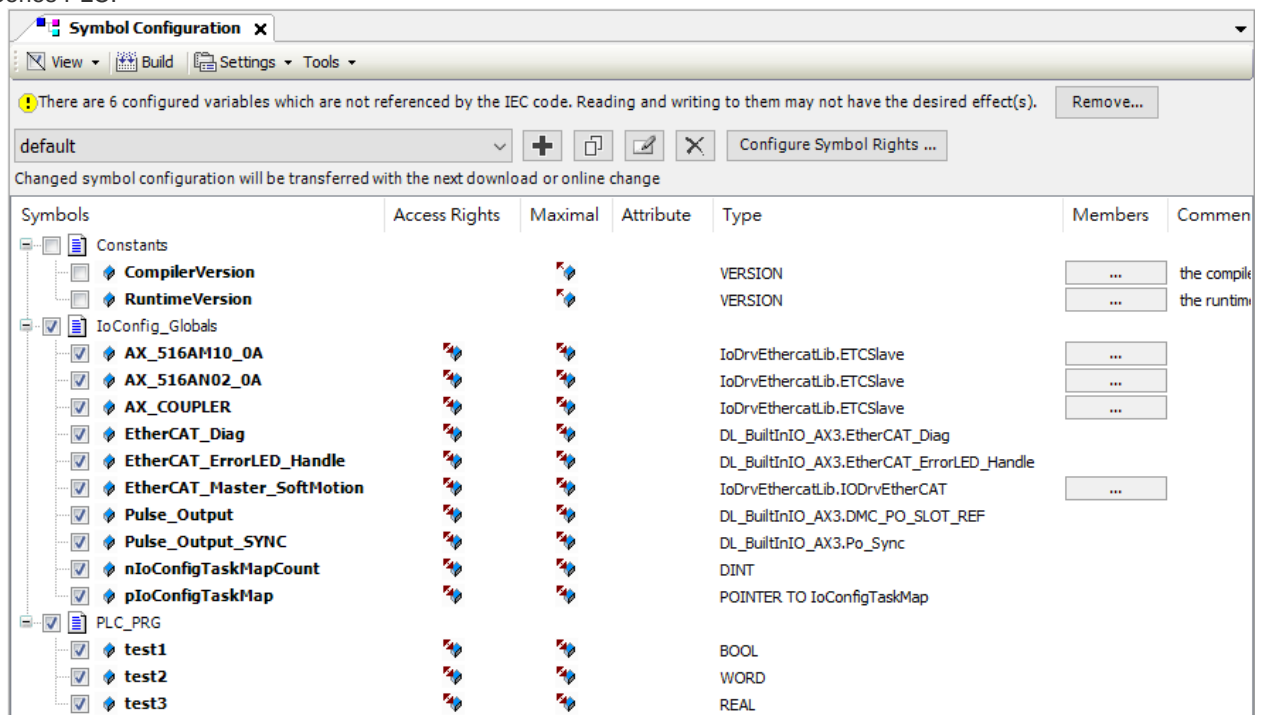 Symbol Configuration
View Build Settings Tools
There are 6 configured variables which are not referenced by the IEC code. Reading and writing to them may not have the desired effect(s). Remove...
default Configure Symbol Rights ...
Changed symbol configuration will be transferred with the next download or online change
Symbols Access Rights Maximal Attribute Type Members Commen
Constants
CompilerVersion VERSION ... the compile
RuntimeVersion VERSION ... the runtime
IoConfig_Globals
AX_516AM10_0A IoDrvEthercatLib.ETCSlave ...
AX_516AN02_0A IoDrvEthercatLib.ETCSlave ...
AX_COUPLER IoDrvEthercatLib.ETCSlave ...
EtherCAT_Diag DL_BuiltInIO_AX3.EtherCAT_Diag
EtherCAT_ErrorLED_Handle DL_BuiltInIO_AX3.EtherCAT_ErrorLED_Handle
EtherCAT_Master_SoftMotion IoDrvEthercatLib.IODrvEtherCAT ...
Pulse_Output DL_BuiltInIO_AX3.DMC_PO_SLOT_REF
Pulse_Output_SYNC DL_BuiltInIO_AX3.Po_Sync
nIoConfigTaskMapCount DINT
pIoConfigTaskMap POINTER TO IoConfigTaskMap
PLC_PRG
test1 BOOL
test2 WORD
test3 REAL